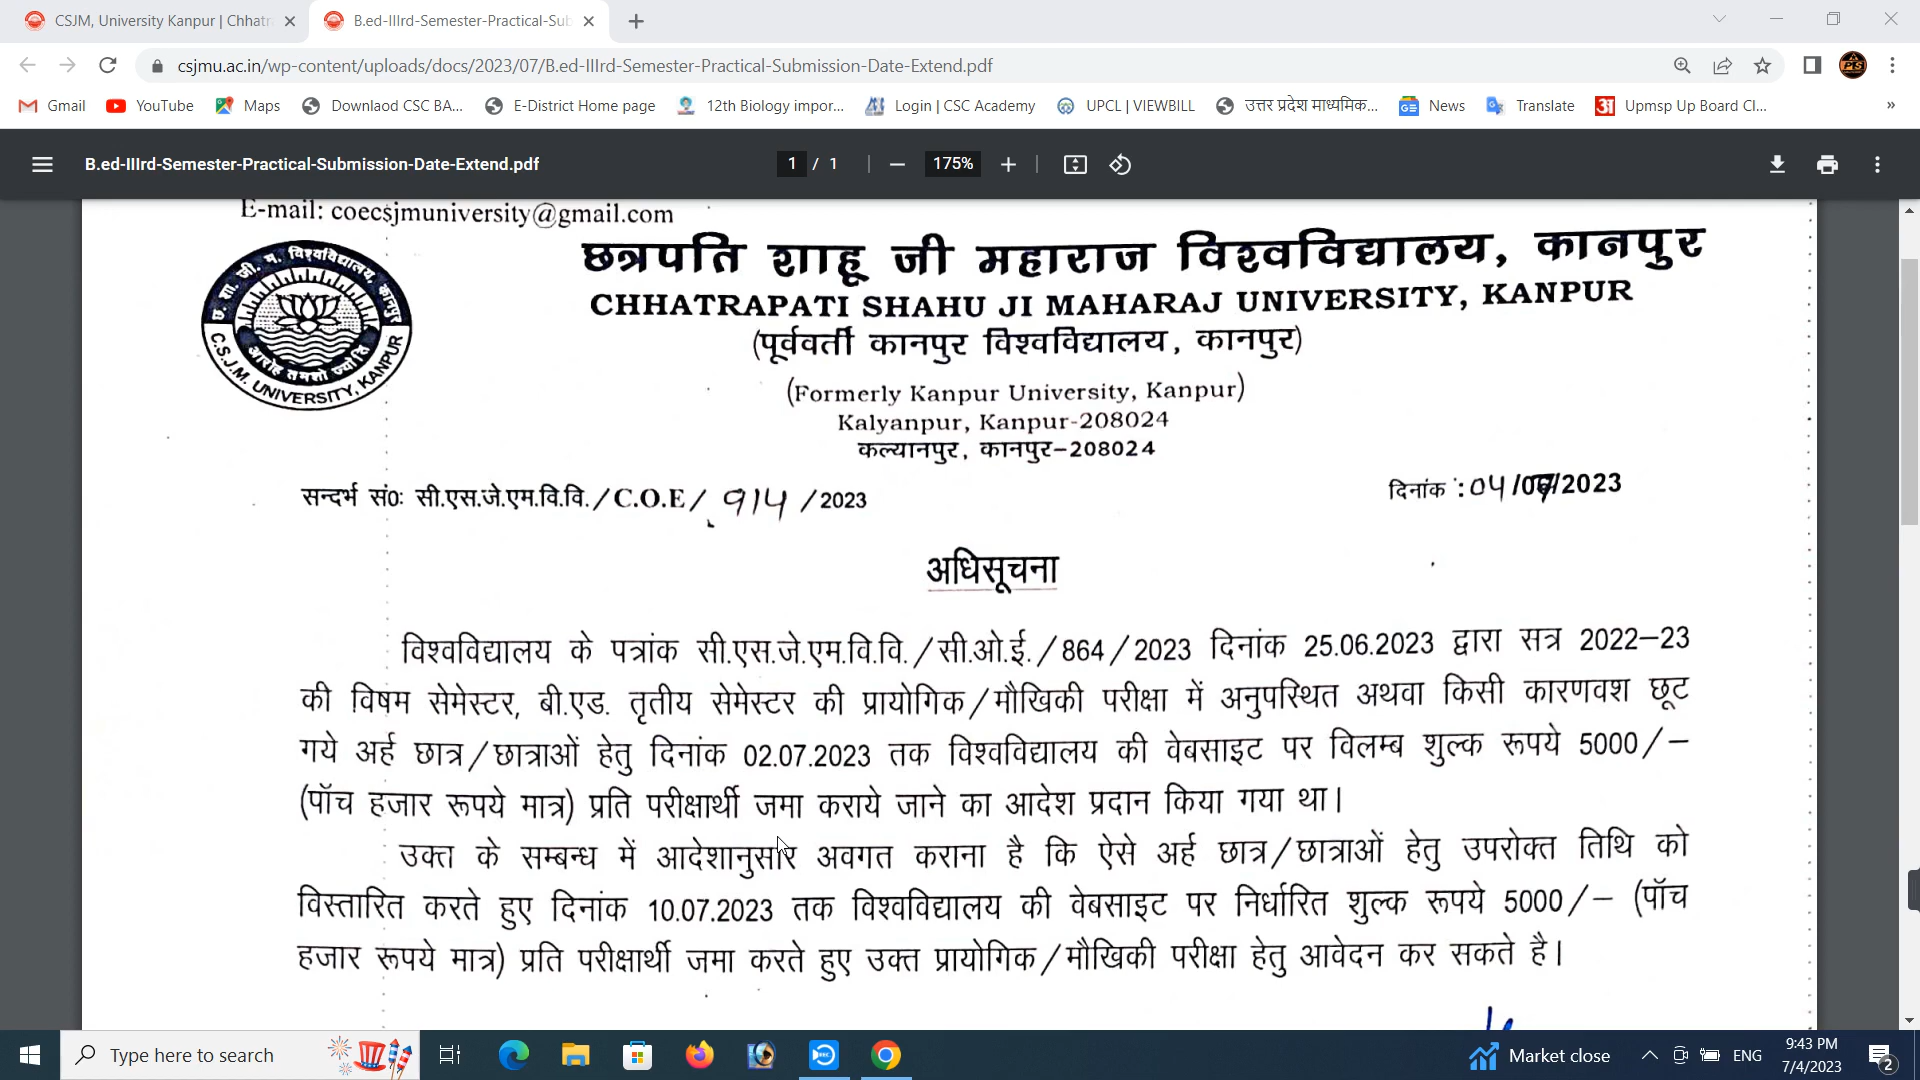 CSJM, University Kanpur | Chhatr
B.ed-IIIrd-Semester-Practical-Sub
csjmu.ac.in/wp-content/uploads/docs/2023/07/B.ed-IIIrd-Semester-Practical-Submission-Date-Extend.pdf
Gmail YouTube Maps Downlaod CSC BA... E-District Home page 12th Biology impor... Login | CSC Academy UPCL | VIEWBILL उत्तर प्रदेश माध्यमिक... News Translate Upmsp Up Board Cl... »
B.ed-IIIrd-Semester-Practical-Submission-Date-Extend.pdf 1 / 1 175%
E-mail: coecsjmuniversity@gmail.com
छ. शा. जी. म. विश्वविद्यालय, कानपुर
आरोह तमसो ज्योति
C.S.J.M. UNIVERSITY, KANPUR
छत्रपति शाहू जी महाराज विश्वविद्यालय, कानपुर
CHHATRAPATI SHAHU JI MAHARAJ UNIVERSITY, KANPUR
(पूर्ववर्ती कानपुर विश्वविद्यालय, कानपुर)
(Formerly Kanpur University, Kanpur)
Kalyanpur, Kanpur-208024
कल्यानपुर, कानपुर-208024
सन्दर्भ सं0: सी.एस.जे.एम.वि.वि./C.O.E/ 914 /2023 दिनांक : 04/07/2023
अधिसूचना
विश्वविद्यालय के पत्रांक सी.एस.जे.एम.वि.वि./सी.ओ.ई./864/2023 दिनांक 25.06.2023 द्वारा सत्र 2022-23
की विषम सेमेस्टर, बी.एड. तृतीय सेमेस्टर की प्रायोगिक/मौखिकी परीक्षा में अनुपस्थित अथवा किसी कारणवश छूट
गये अर्ह छात्र/छात्राओं हेतु दिनांक 02.07.2023 तक विश्वविद्यालय की वेबसाइट पर विलम्ब शुल्क रूपये 5000/-
(पॉच हजार रूपये मात्र) प्रति परीक्षार्थी जमा कराये जाने का आदेश प्रदान किया गया था।
उक्त के सम्बन्ध में आदेशानुसार अवगत कराना है कि ऐसे अर्ह छात्र/छात्राओं हेतु उपरोक्त तिथि को
विस्तारित करते हुए दिनांक 10.07.2023 तक विश्वविद्यालय की वेबसाइट पर निर्धारित शुल्क रूपये 5000/- (पॉच
हजार रूपये मात्र) प्रति परीक्षार्थी जमा करते हुए उक्त प्रायोगिक/मौखिकी परीक्षा हेतु आवेदन कर सकते है।
Type here to search Market close ENG 9:43 PM
7/4/2023 2